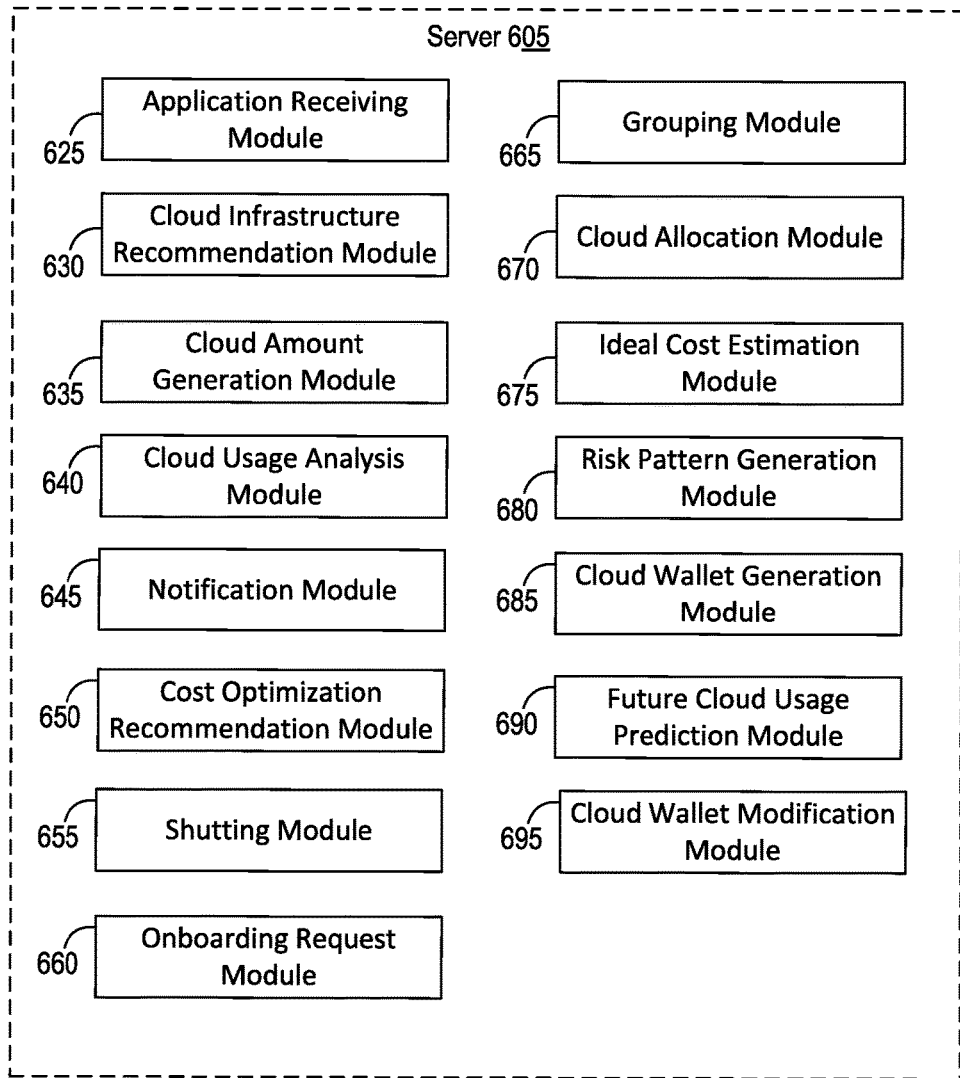 Server 605
Application Receiving
Module
625
Cloud Infrastructure
Recommendation Module
630
Cloud Amount
Generation Module
635
Cloud Usage Analysis
Module
640
Notification Module
645
Cost Optimization
Recommendation Module
650
Shutting Module
655
Onboarding Request
Module
660
Grouping Module
665
Cloud Allocation Module
670
Ideal Cost Estimation
Module
675
Risk Pattern Generation
Module
680
Cloud Wallet Generation
Module
685
Future Cloud Usage
Prediction Module
690
Cloud Wallet Modification
Module
695